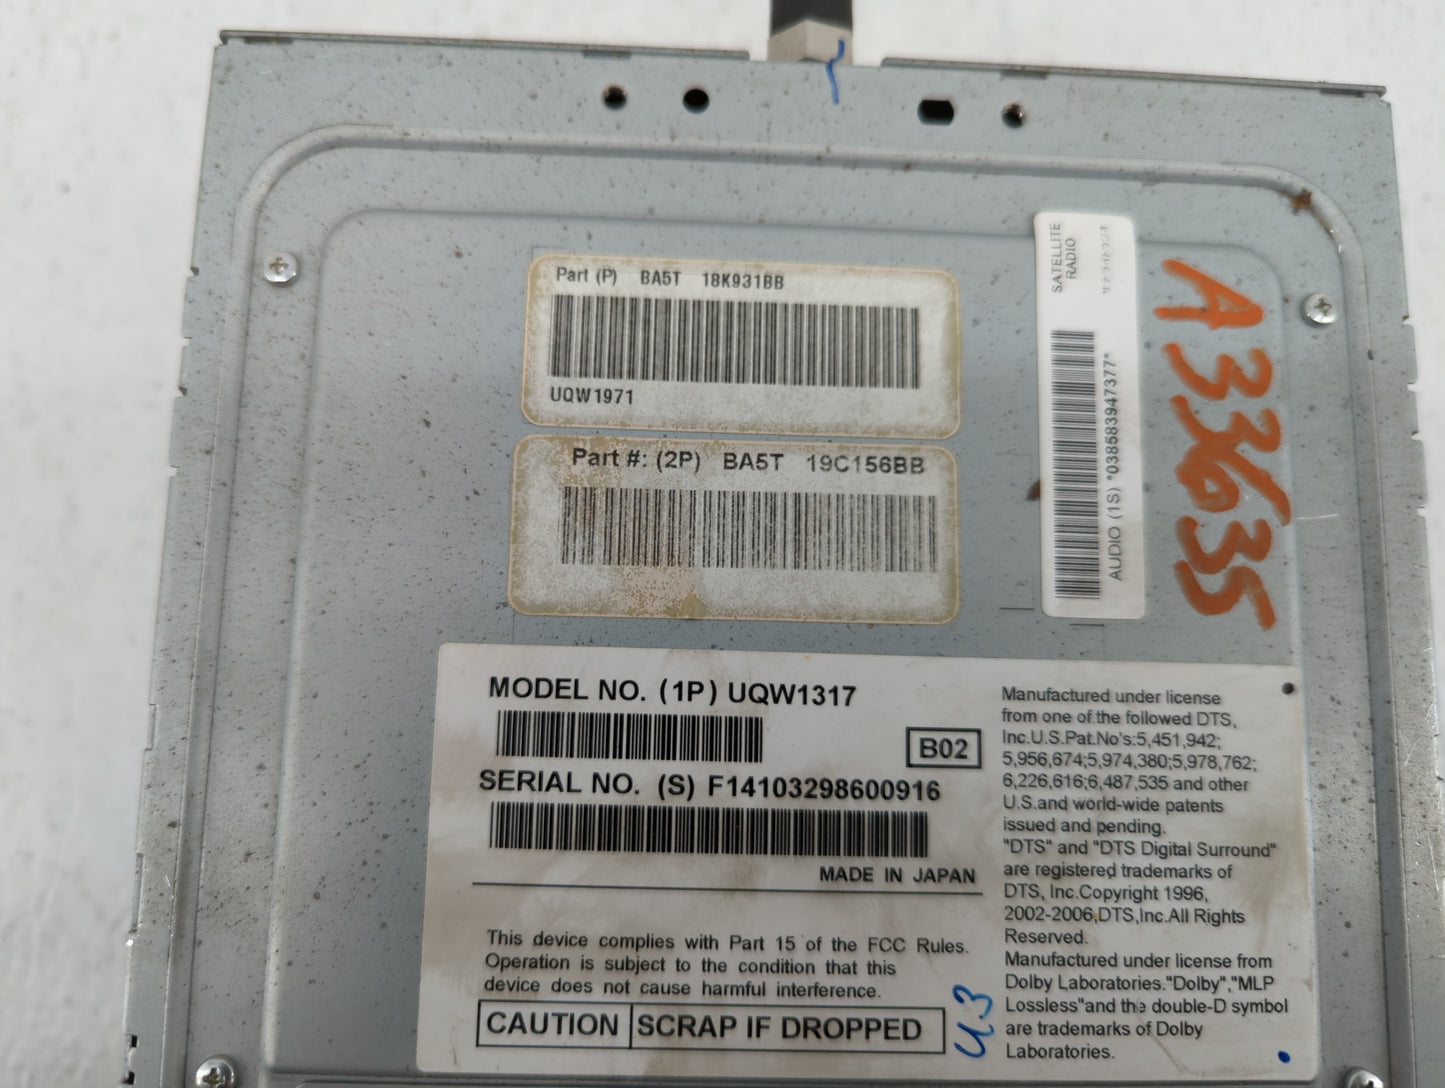 Part (P) BA5T 18K931BB
UQW1971
Part #: (2P) BA5T 19C156BB
SATELLITE
RADIO
AUDIO (1S) *038583947377*
A33635
MODEL NO. (1P) UQW1317
B02
SERIAL NO. (S) F14103298600916
MADE IN JAPAN
This device complies with Part 15 of the FCC Rules.
Operation is subject to the condition that this
device does not cause harmful interference.
CAUTION SCRAP IF DROPPED
Manufactured under license
from one of the followed DTS,
Inc.U.S.Pat.No's:5,451,942;
5,956,674;5,974,380;5,978,762;
6,226,616;6,487,535 and other
U.S.and world-wide patents
issued and pending.
"DTS" and "DTS Digital Surround"
are registered trademarks of
DTS, Inc.Copyright 1996,
2002-2006,DTS,Inc.All Rights
Reserved.
Manufactured under license from
Dolby Laboratories."Dolby","MLP
Lossless"and the double-D symbol
are trademarks of Dolby
Laboratories.